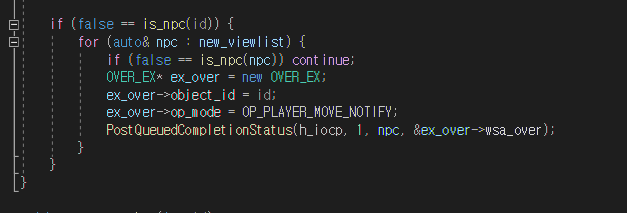 if (false == is_npc(id)) {
for (auto& npc : new_viewlist) {
if (false == is_npc(npc)) continue;
OVER_EX* ex_over = new OVER_EX;
ex_over->object_id = id;
ex_over->op_mode = OP_PLAYER_MOVE_NOTIFY;
PostQueuedCompletionStatus(h_iocp, 1, npc, &ex_over->wsa_over);
}
}
}